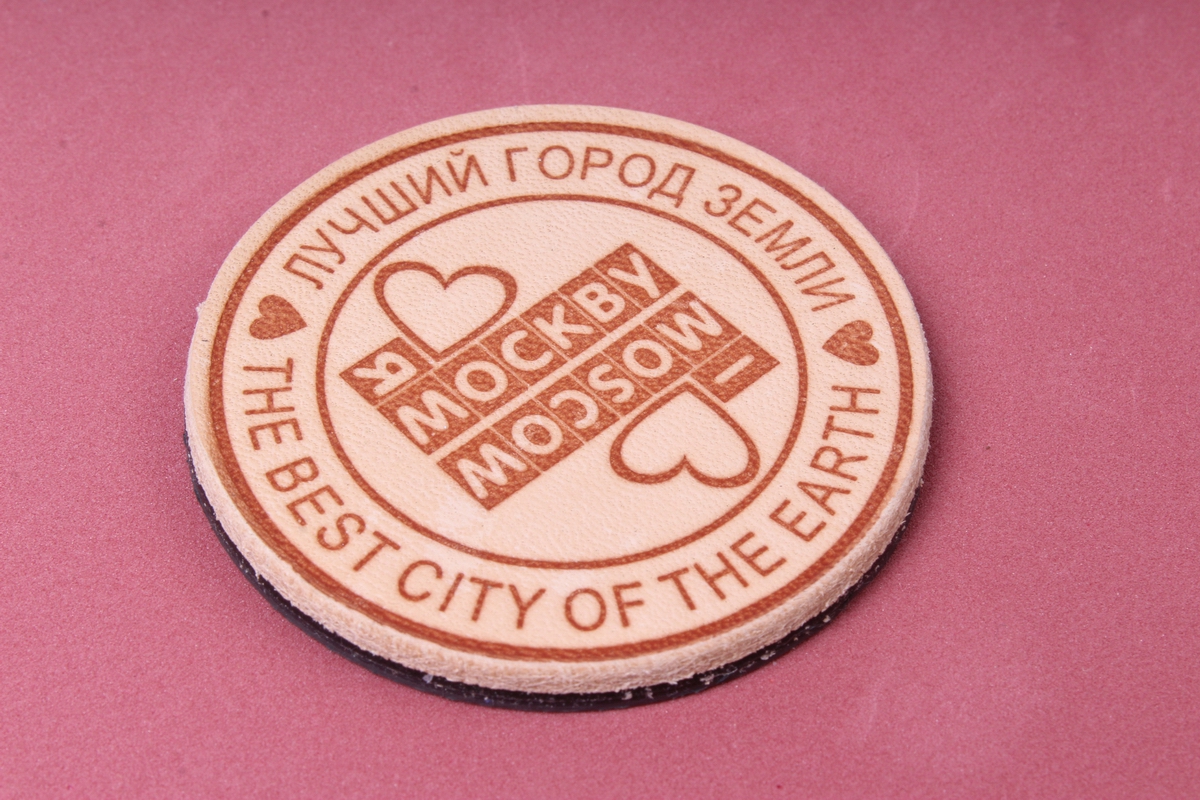 ЛУЧШИЙ ГОРОД ЗЕМЛИ
Я
МОСКВУ
I
MOSCOW
THE BEST CITY OF THE EARTH